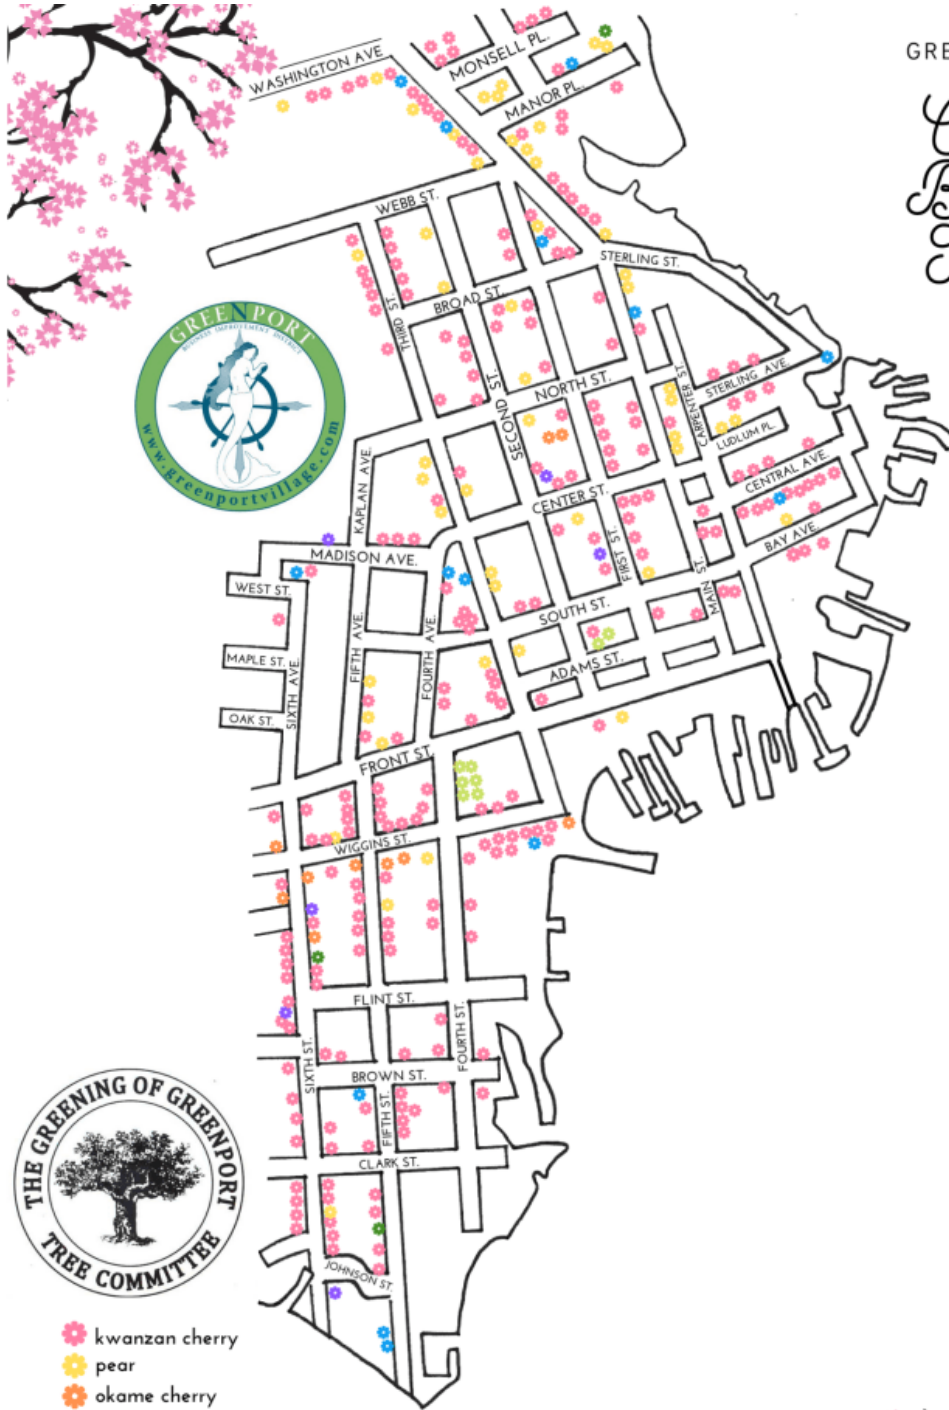 GRE
WASHINGTON AVE
MONSELL PL.
MANOR PL.
WEBB ST.
STERLING ST.
BROAD ST.
THIRD ST.
GREENPORT
BUSINESS IMPROVEMENT DISTRICT
www.greenportvillage.com
NORTH ST.
SECOND ST.
CARPENTER ST.
STERLING AVE.
LUDLUM PL.
KAPLAN AVE.
CENTER ST.
CENTRAL AVE.
BAY AVE.
MADISON AVE.
FIRST ST.
MAIN ST.
WEST ST.
SOUTH ST.
MAPLE ST.
SIXTH AVE.
FIFTH AVE.
FOURTH AVE.
ADAMS ST.
OAK ST.
FRONT ST.
WIGGINS ST.
FLINT ST.
SIXTH ST.
FOURTH ST.
BROWN ST.
FIFTH ST.
CLARK ST.
JOHNSON ST.
THE GREENING OF GREENPORT
TREE COMMITTEE
kwanzan cherry
pear
okame cherry